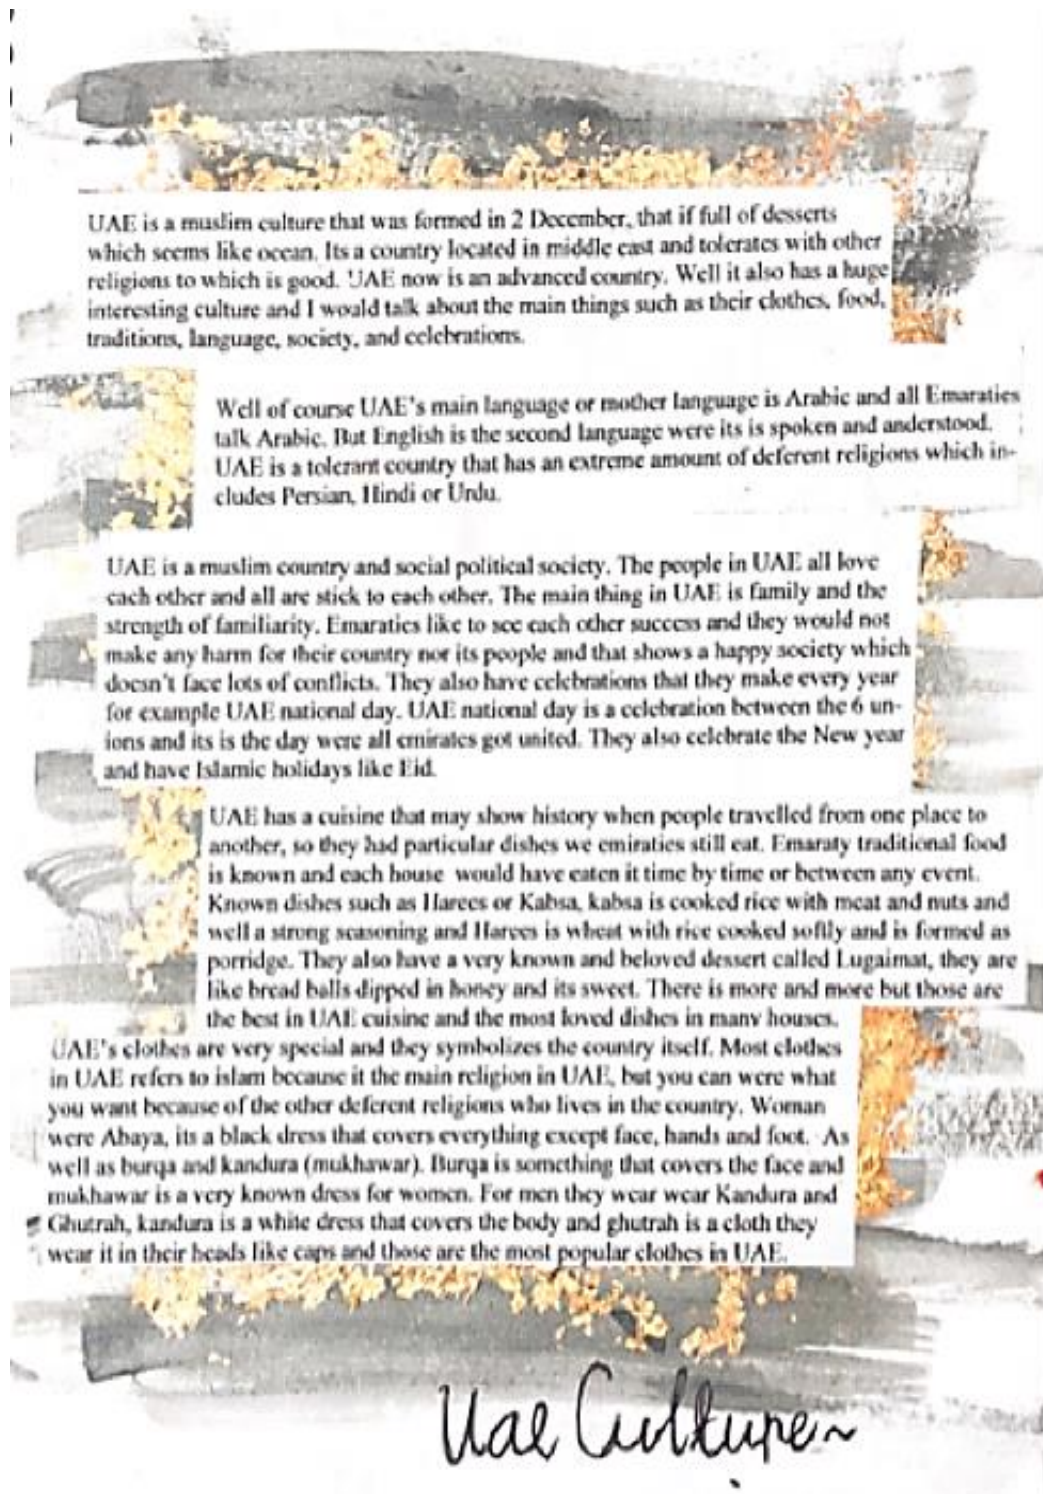 UAE is a muslim culture that was formed in 2 December, that if full of desserts
which seems like ocean. Its a country located in middle east and tolerates with other
religions to which is good. UAE now is an advanced country. Well it also has a huge
interesting culture and I woald talk about the main things such as their clothes, food,
traditions, language, society, and celebrations.
Well of course UAE's main language or mother language is Arabic and all Emaraties
talk Arabic. But English is the second language were its is spoken and anderstood.
UAE is a tolerant country that has an extreme amount of deferent religions which in-
cludes Persian, Hindi or Urdu.
UAE is a muslim country and social political society. The people in UAE all love
each other and all are stick to each other. The main thing in UAE is family and the
strength of familiarity. Emaraties like to see each other success and they would not
make any harm for their country nor its people and that shows a happy society which
doesn't face lots of conflicts. They also have celebrations that they make every year
for example UAE national day. UAE national day is a celebration between the 6 un-
ions and its is the day were all emirates got united. They also celebrate the New year
and have Islamic holidays like Eid.
UAE has a cuisine that may show history when people travelled from one place to
another, so they had particular dishes we emiraties still eat. Emaraty traditional food
is known and each house would have eaten it time by time or between any event.
Known dishes such as Harees or Kabsa, kabsa is cooked rice with meat and nuts and
well a strong seasoning and Harees is wheat with rice cooked softly and is formed as
porridge. They also have a very known and beloved dessert called Lugaimat, they are
like bread balls dipped in honey and its sweet. There is more and more but those are
the best in UAE cuisine and the most loved dishes in many houses.
UAE's clothes are very special and they symbolizes the country itself. Most clothes
in UAE refers to islam because it the main religion in UAE, but you can were what
you want because of the other deferent religions who lives in the country. Woman
were Abaya, its a black dress that covers everything except face, hands and foot. As
well as burqa and kandura (mukhawar). Burqa is something that covers the face and
mukhawar is a very known dress for women. For men they wear wear Kandura and
Ghutrah, kandura is a white dress that covers the body and ghutrah is a cloth they
wear it in their heads like caps and those are the most popular clothes in UAE.
Uae Culture~